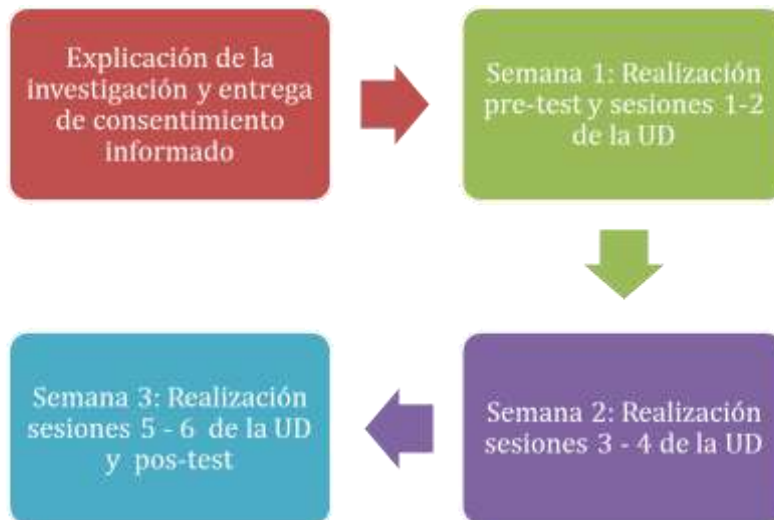 Explicación de la
investigación y entrega
de consentimiento
informado
Semana 1: Realización
pre-test y sesiones 1-2
de la UD
Semana 2: Realización
sesiones 3 - 4 de la UD
Semana 3: Realización
sesiones 5 - 6 de la UD
y pos-test